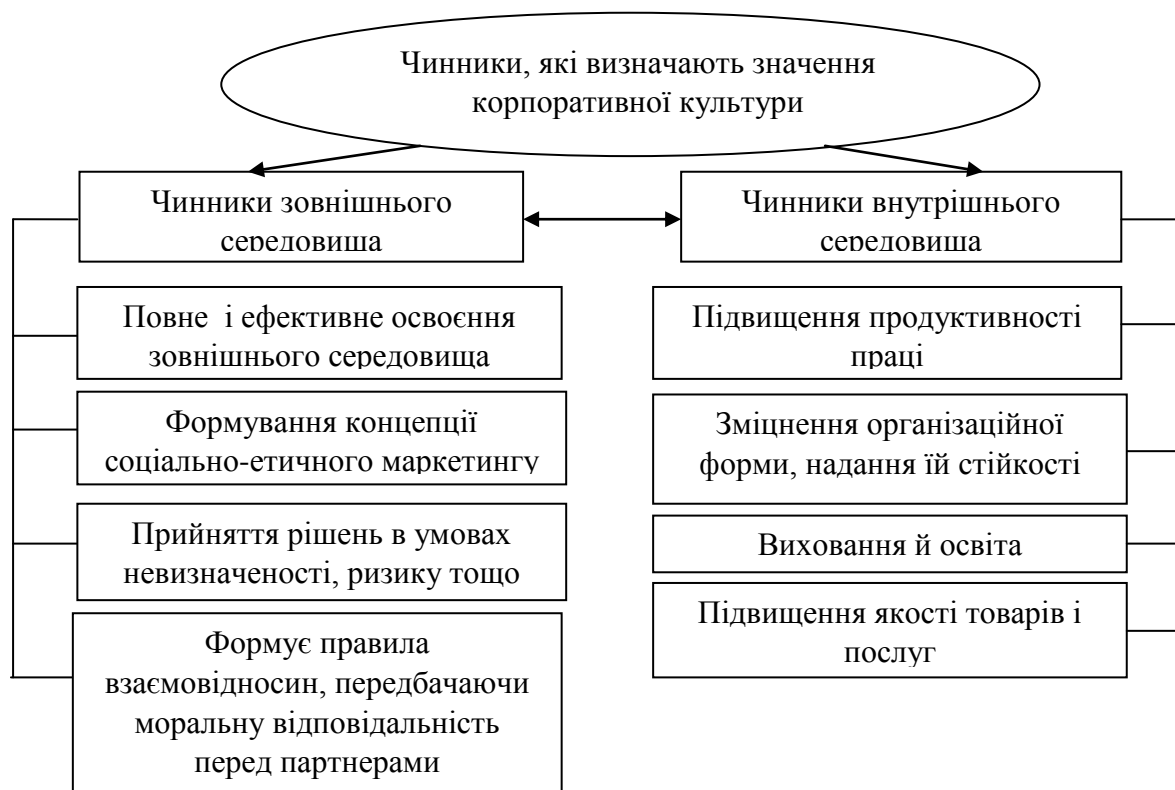 Чинники, які визначають значення
корпоративної культури
Чинники зовнішнього
середовища
Чинники внутрішнього
середовища
Повне і ефективне освоєння
зовнішнього середовища
Формування концепції
соціально-етичного маркетингу
Прийняття рішень в умовах
невизначеності, ризику тощо
Формує правила
взаємовідносин, передбачаючи
моральну відповідальність
перед партнерами
Підвищення продуктивності
праці
Зміцнення організаційної
форми, надання їй стійкості
Виховання й освіта
Підвищення якості товарів і
послуг